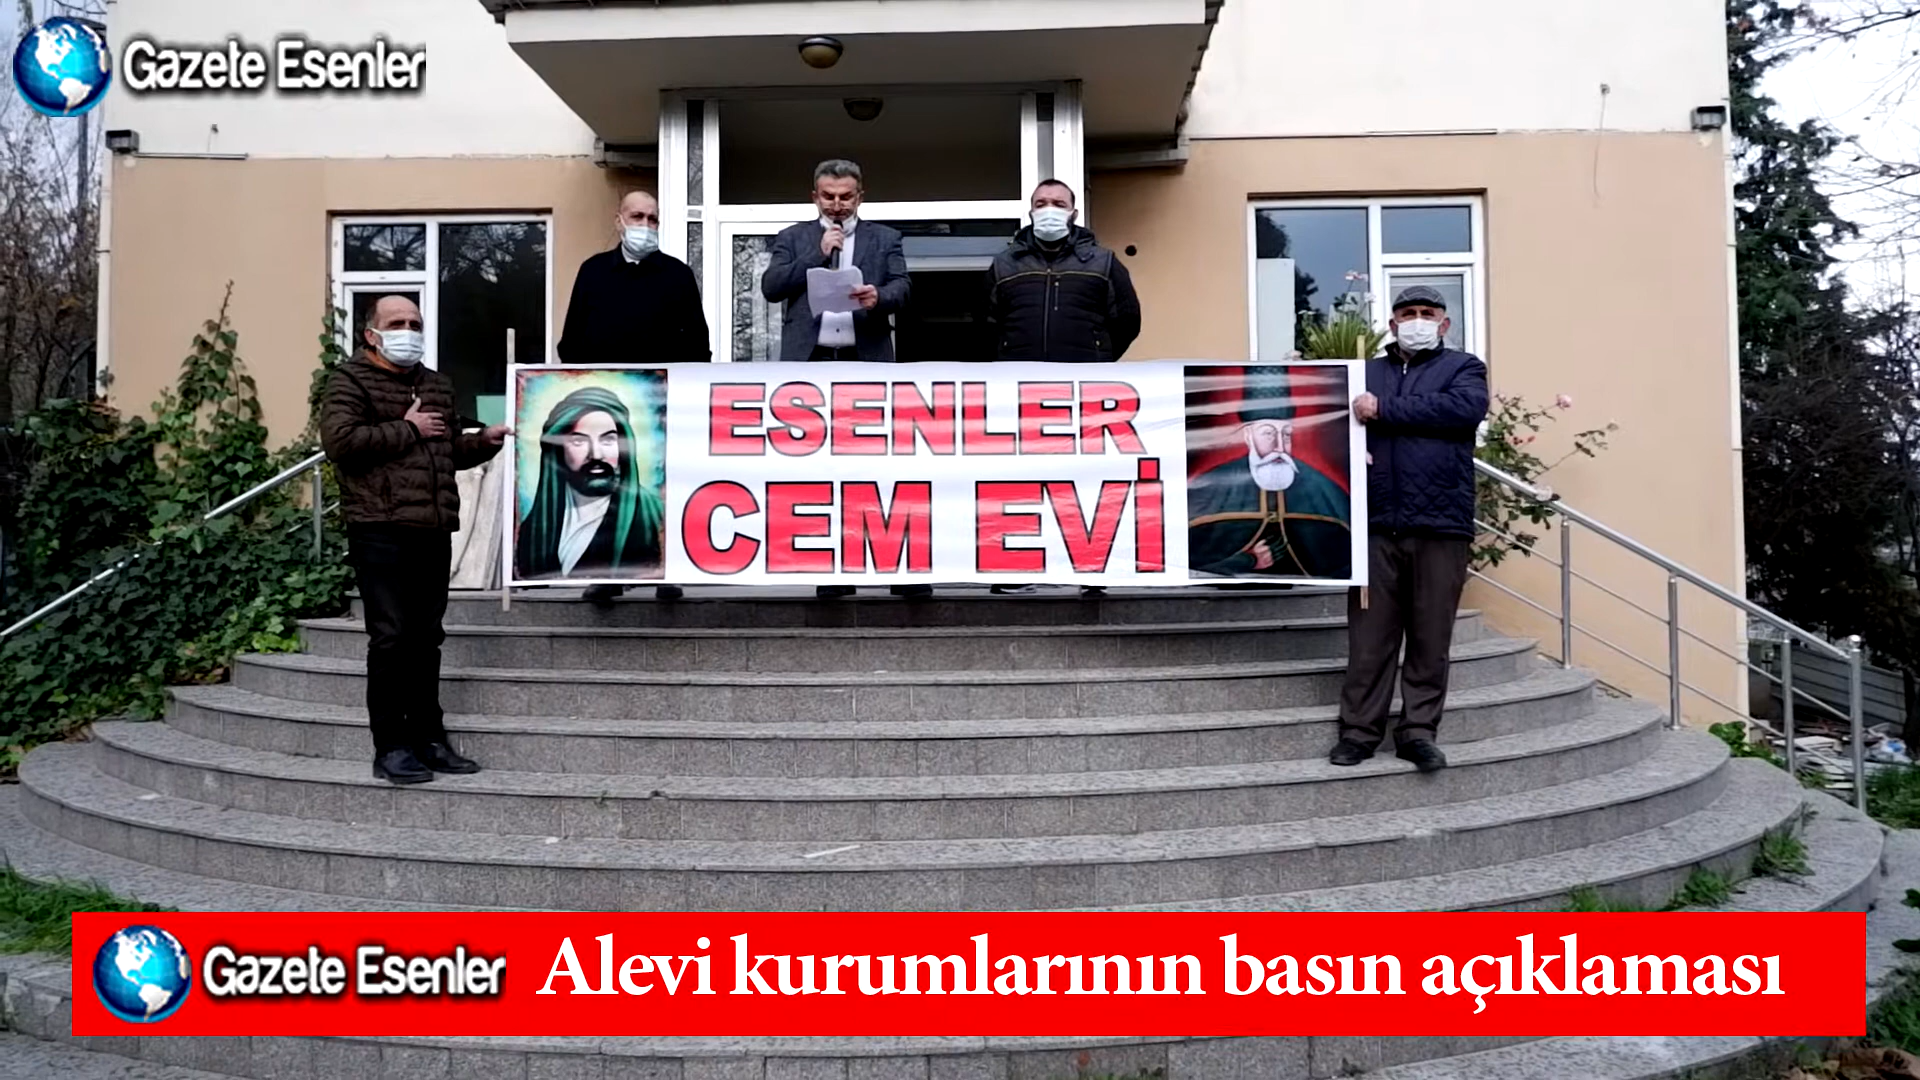 Gazete Esenler
ESENLER
CEM EVİ
Gazete Esenler
Alevi kurumlarının basın açıklaması